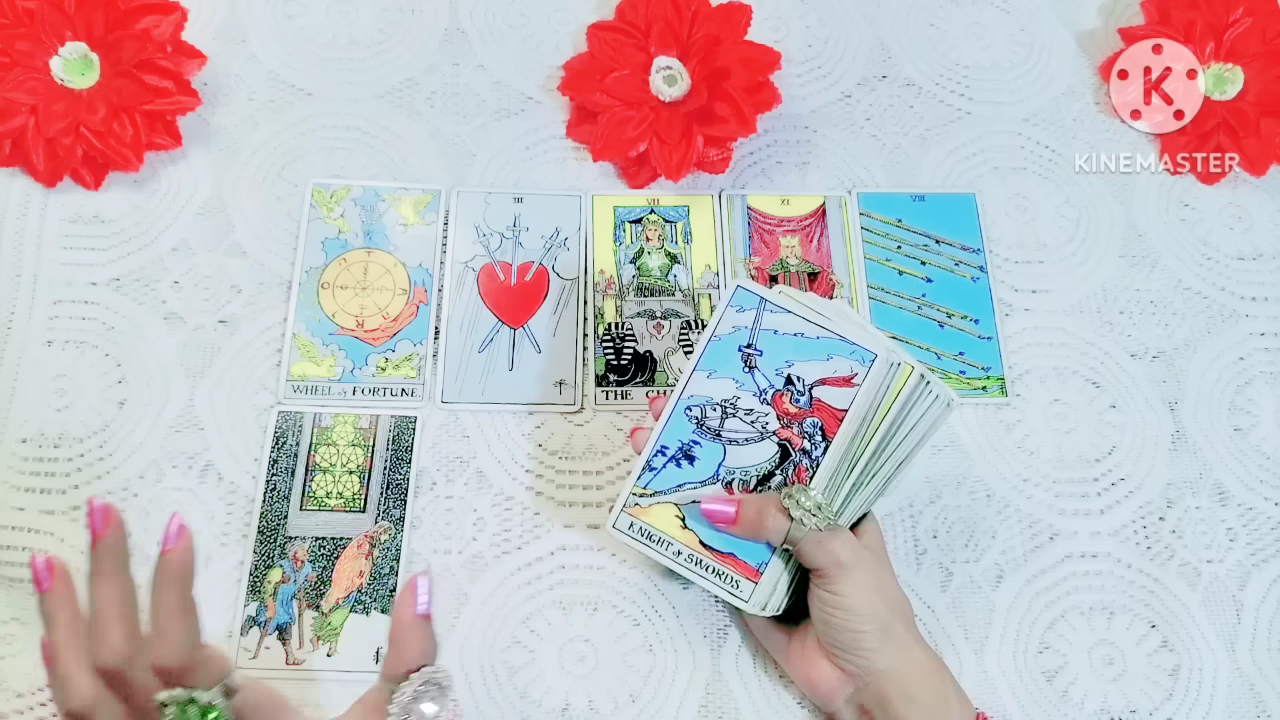 K
KINEMASTER
III
VII
XI
VIII
WHEEL of FORTUNE.
THE CH
KNIGHT of SWORDS.